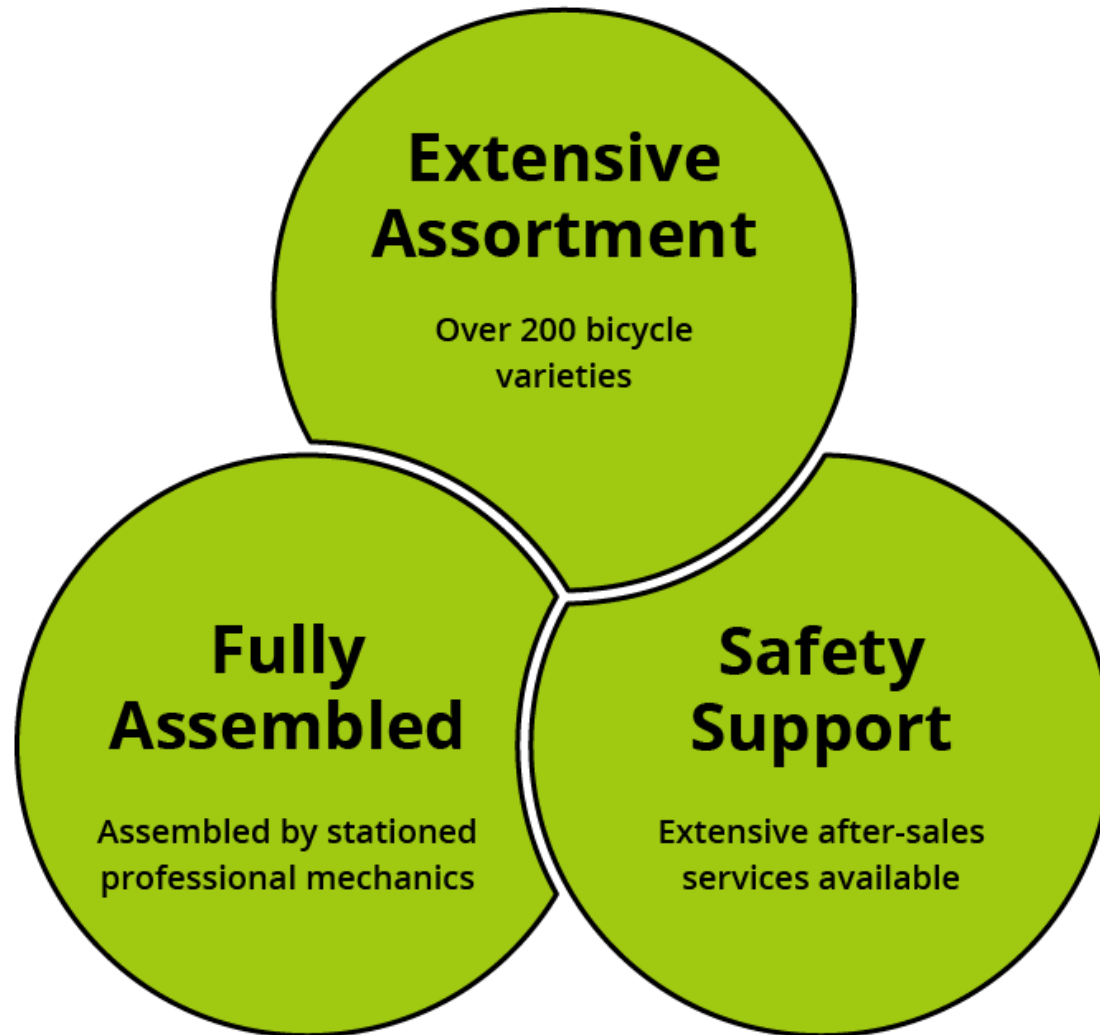 Extensive
Assortment
Over 200 bicycle
varieties
Fully
Assembled
Assembled by stationed
professional mechanics
Safety
Support
Extensive after-sales
services available